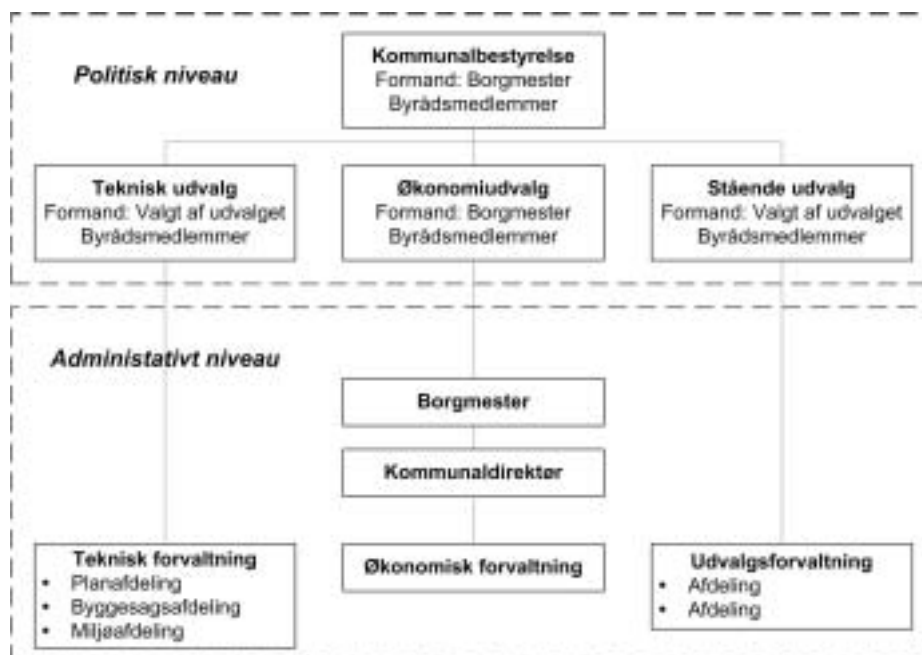 Politisk niveau
Kommunalbestyrelse
Formand: Borgmester
Byrådsmedlemmer
Teknisk udvalg
Formand: Valgt af udvalget
Byrådsmedlemmer
Økonomiudvalg
Formand: Borgmester
Byrådsmedlemmer
Stående udvalg
Formand: Valgt af udvalget
Byrådsmedlemmer
Administativt niveau
Borgmester
Kommunaldirektør
Teknisk forvaltning
• Planafdeling
• Byggesagsafdeling
• Miljøafdeling
Økonomisk forvaltning
Udvalgsforvaltning
• Afdeling
• Afdeling